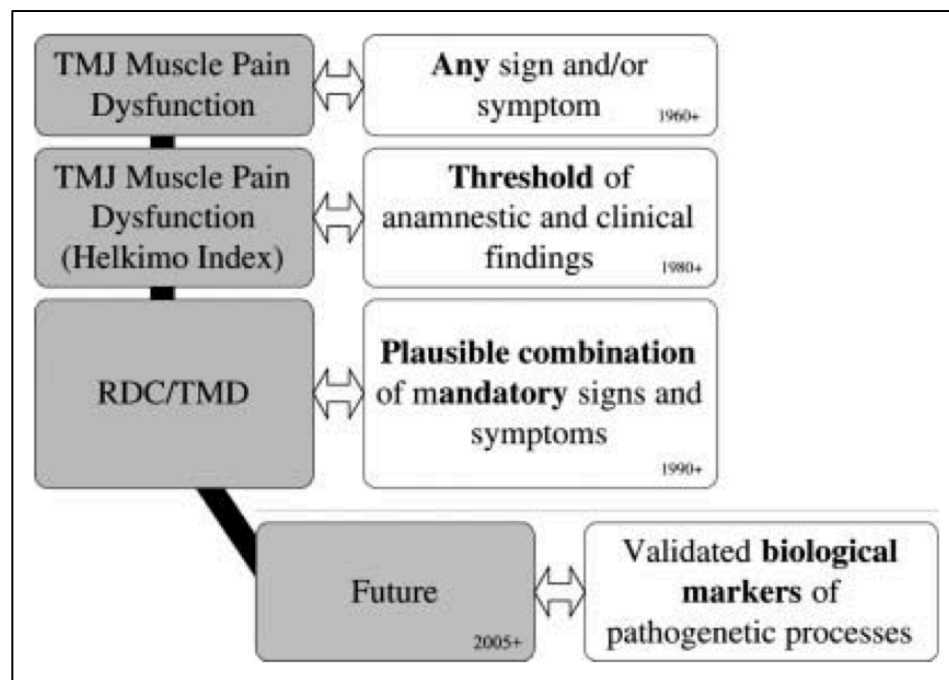 TMJ Muscle Pain
Dysfunction
Any sign and/or
symptom
1960+
TMJ Muscle Pain
Dysfunction
(Helkimo Index)
Threshold of
anamnestic and clinical
findings
1980+
RDC/TMD
Plausible combination
of mandatory signs and
symptoms
1990+
Future
2005+
Validated biological
markers of
pathogenetic processes